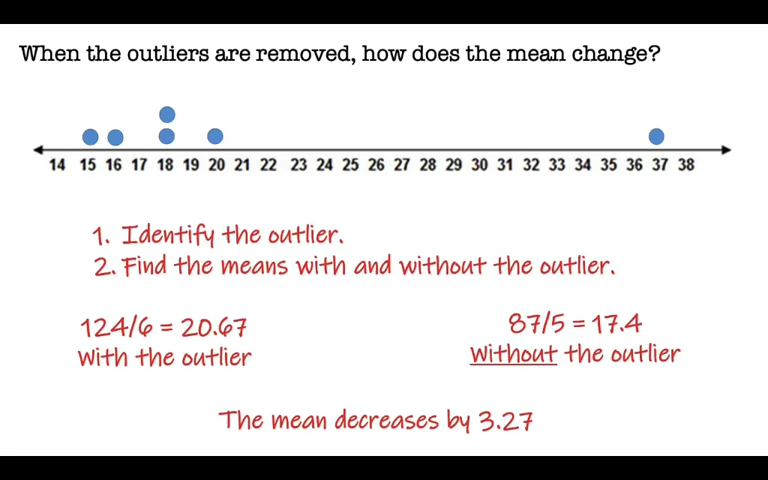 When the outliers are removed, how does the mean change?
14 15 16 17 18 19 20 21 22 23 24 25 26 27 28 29 30 31 32 33 34 35 36 37 38
1. Identify the outlier.
2. Find the means with and without the outlier.
124/6 = 20.67
With the outlier
87/5 = 17.4
Without the outlier
The mean decreases by 3.27